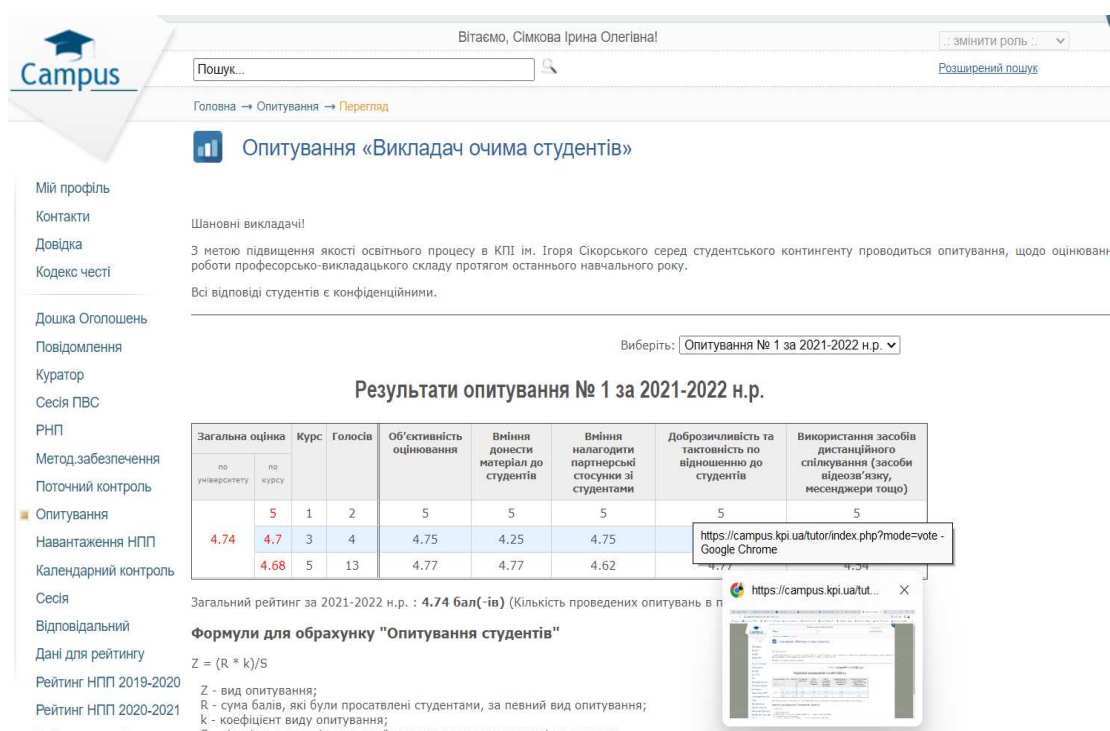 Campus
Вітаємо, Сімкова Ірина Олегівна!
.: змінити роль :.
Пошук...
Розширений пошук
Головна → Опитування → Перегляд
Опитування «Викладач очима студентів»
Мій профіль
Контакти
Довідка
Кодекс честі
Дошка Оголошень
Повідомлення
Куратор
Сесія ПВС
РНП
Метод.забезпечення
Поточний контроль
Опитування
Навантаження НПП
Календарний контроль
Сесія
Відповідальний
Дані для рейтингу
Рейтинг НПП 2019-2020
Рейтинг НПП 2020-2021
Шановні викладачі!
З метою підвищення якості освітнього процесу в КПІ ім. Ігоря Сікорського серед студентського контингенту проводиться опитування, щодо оцінюванн
роботи професорсько-викладацького складу протягом останнього навчального року.
Всі відповіді студентів є конфіденційними.
Виберіть: Опитування № 1 за 2021-2022 н.р.
Результати опитування № 1 за 2021-2022 н.р.
Загальна оцінка Курс Голосів Об’єктивність оцінювання Вміння донести матеріал до студентів Вміння налагодити партнерські стосунки зі студентами Доброзичливість та тактовність по відношенню до студентів Використання засобів дистанційного спілкування (засоби відеозв’язку, месенджери тощо)
по університету по курсу
5 1 2 5 5 5 5 5
4.74 4.7 3 4 4.75 4.25 4.75
4.68 5 13 4.77 4.77 4.62 4.77 4.54
https://campus.kpi.ua/tutor/index.php?mode=vote -
Google Chrome
https://campus.kpi.ua/tut...
Загальний рейтинг за 2021-2022 н.р. : 4.74 бал(-ів) (Кількість проведених опитувань в п
Формули для обрахунку "Опитування студентів"
Z = (R * k)/S
Z - вид опитування;
R - сума балів, які були просатвлені студентами, за певний вид опитування;
k - коефіцієнт виду опитування;